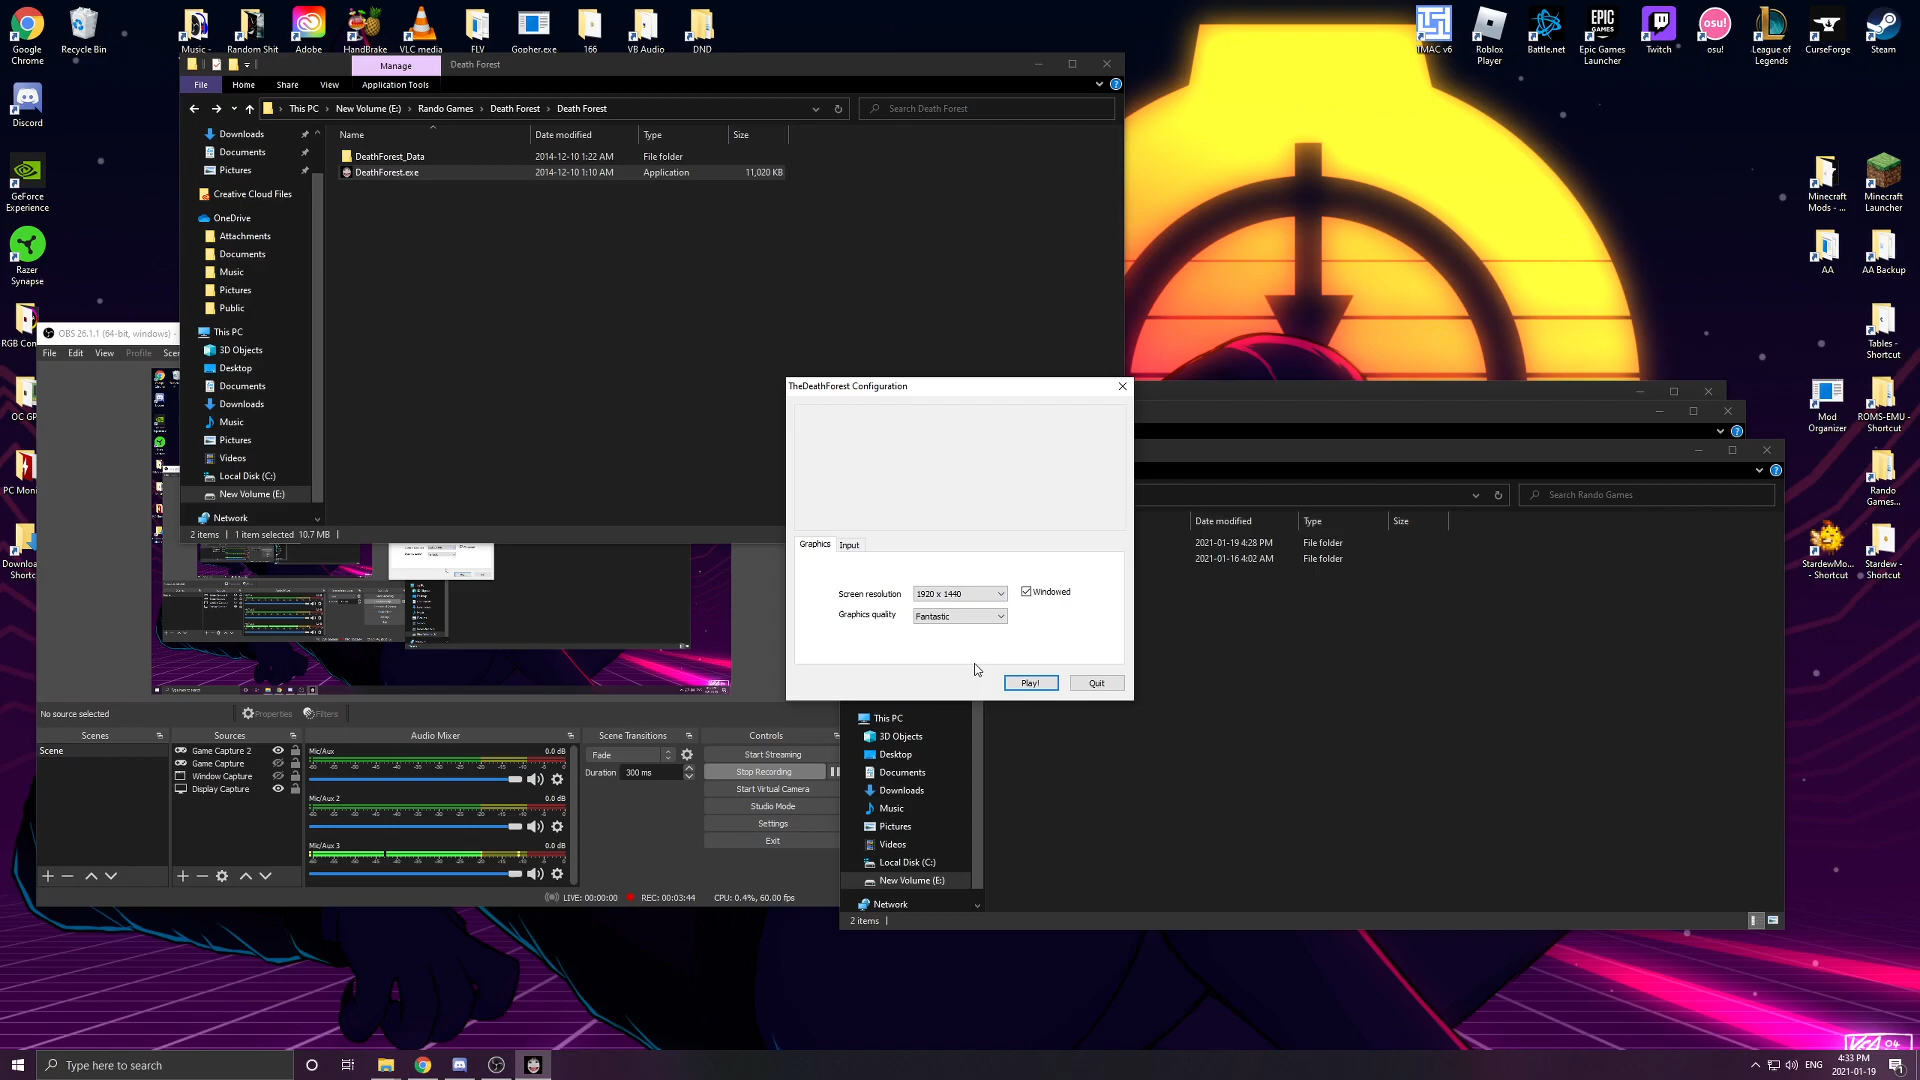 Google Chrome
Recycle Bin
Music -
Random Shit
Adobe
HandBrake
VLC media
FLV
Gopher.exe
166
VB Audio
DND
TMAC v6
Roblox Player
Battle.net
Epic Games Launcher
Twitch
osu!
League of Legends
CurseForge
Steam
Discord
GeForce Experience
Razer Synapse
RGB Con
OC GP
PC Moni
Downloa
Shortcut
Minecraft Mods - ...
Minecraft Launcher
AA
AA Backup
Tables - Shortcut
Mod Organizer
ROMS-EMU - Shortcut
Rando Games...
StardewMo... - Shortcut
Stardew - Shortcut
Manage
Death Forest
File
Home
Share
View
Application Tools
This PC
New Volume (E:)
Rando Games
Death Forest
Death Forest
Search Death Forest
Name
Date modified
Type
Size
DeathForest_Data
2014-12-10 1:22 AM
File folder
DeathForest.exe
2014-12-10 1:10 AM
Application
11,020 KB
Downloads
Documents
Pictures
Creative Cloud Files
OneDrive
Attachments
Documents
Music
Pictures
Public
This PC
3D Objects
Desktop
Documents
Downloads
Music
Pictures
Videos
Local Disk (C:)
New Volume (E:)
Network
2 items
1 item selected 10.7 MB
OBS 26.1.1 (64-bit, windows) -
File
Edit
View
Profile
Scen
TheDeathForest Configuration
Graphics
Input
Screen resolution
1920 x 1440
Windowed
Graphics quality
Fantastic
Play!
Quit
Search Rando Games
Date modified
Type
Size
2021-01-19 4:28 PM
File folder
2021-01-16 4:02 AM
File folder
This PC
3D Objects
Desktop
Documents
Downloads
Music
Pictures
Videos
Local Disk (C:)
New Volume (E:)
Network
2 items
No source selected
Properties
Filters
Scenes
Scene
Sources
Game Capture 2
Game Capture
Window Capture
Display Capture
Audio Mixer
Mic/Aux
0.0 dB
Mic/Aux 2
0.0 dB
Mic/Aux 3
0.0 dB
Scene Transitions
Fade
Duration
300 ms
Controls
Start Streaming
Stop Recording
Start Virtual Camera
Studio Mode
Settings
Exit
LIVE: 00:00:00
REC: 00:03:44
CPU: 0.4%, 60.00 fps
Type here to search
ENG
4:33 PM
2021-01-19